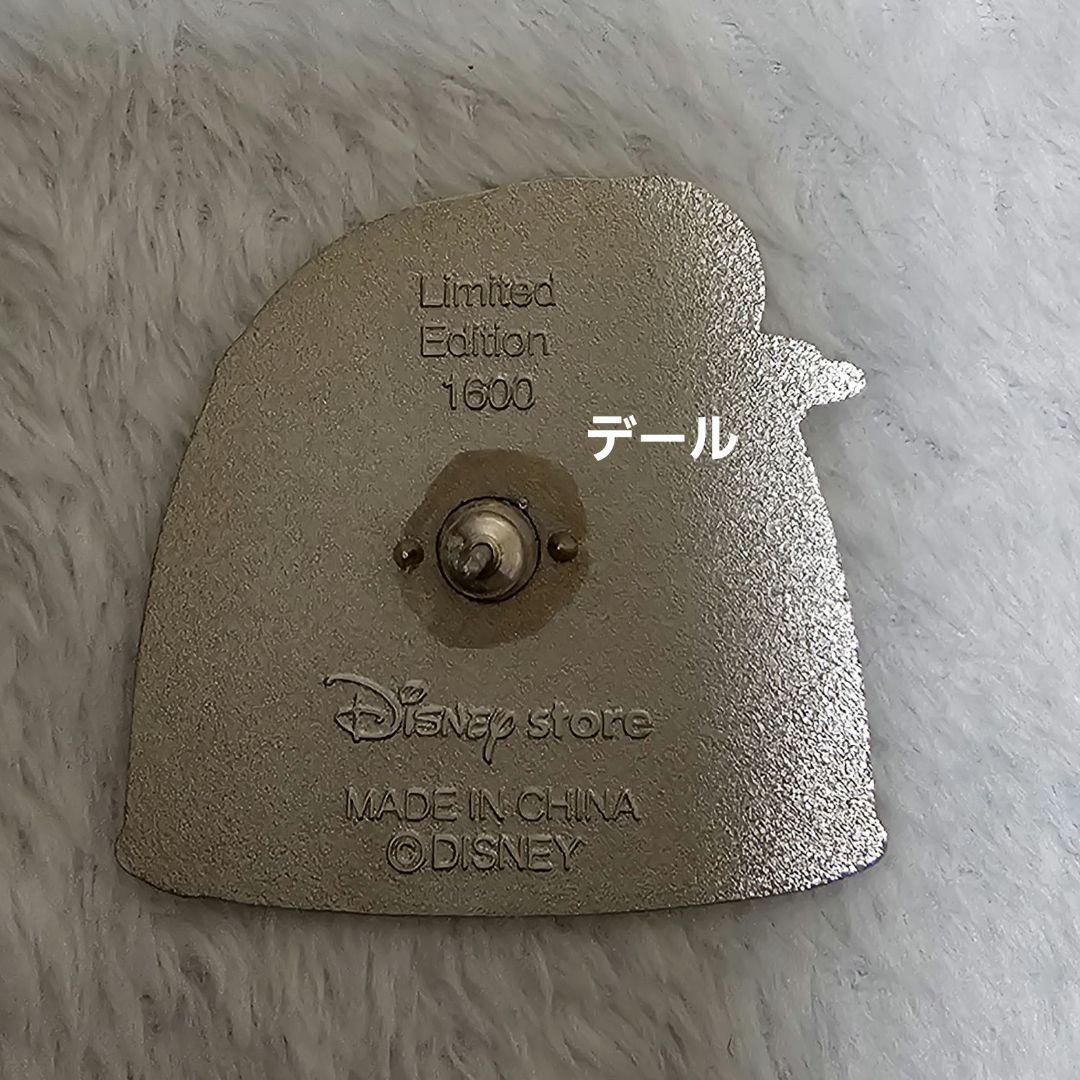 Limited
Edition
1600
デール
Disney store
MADE IN CHINA
©DISNEY